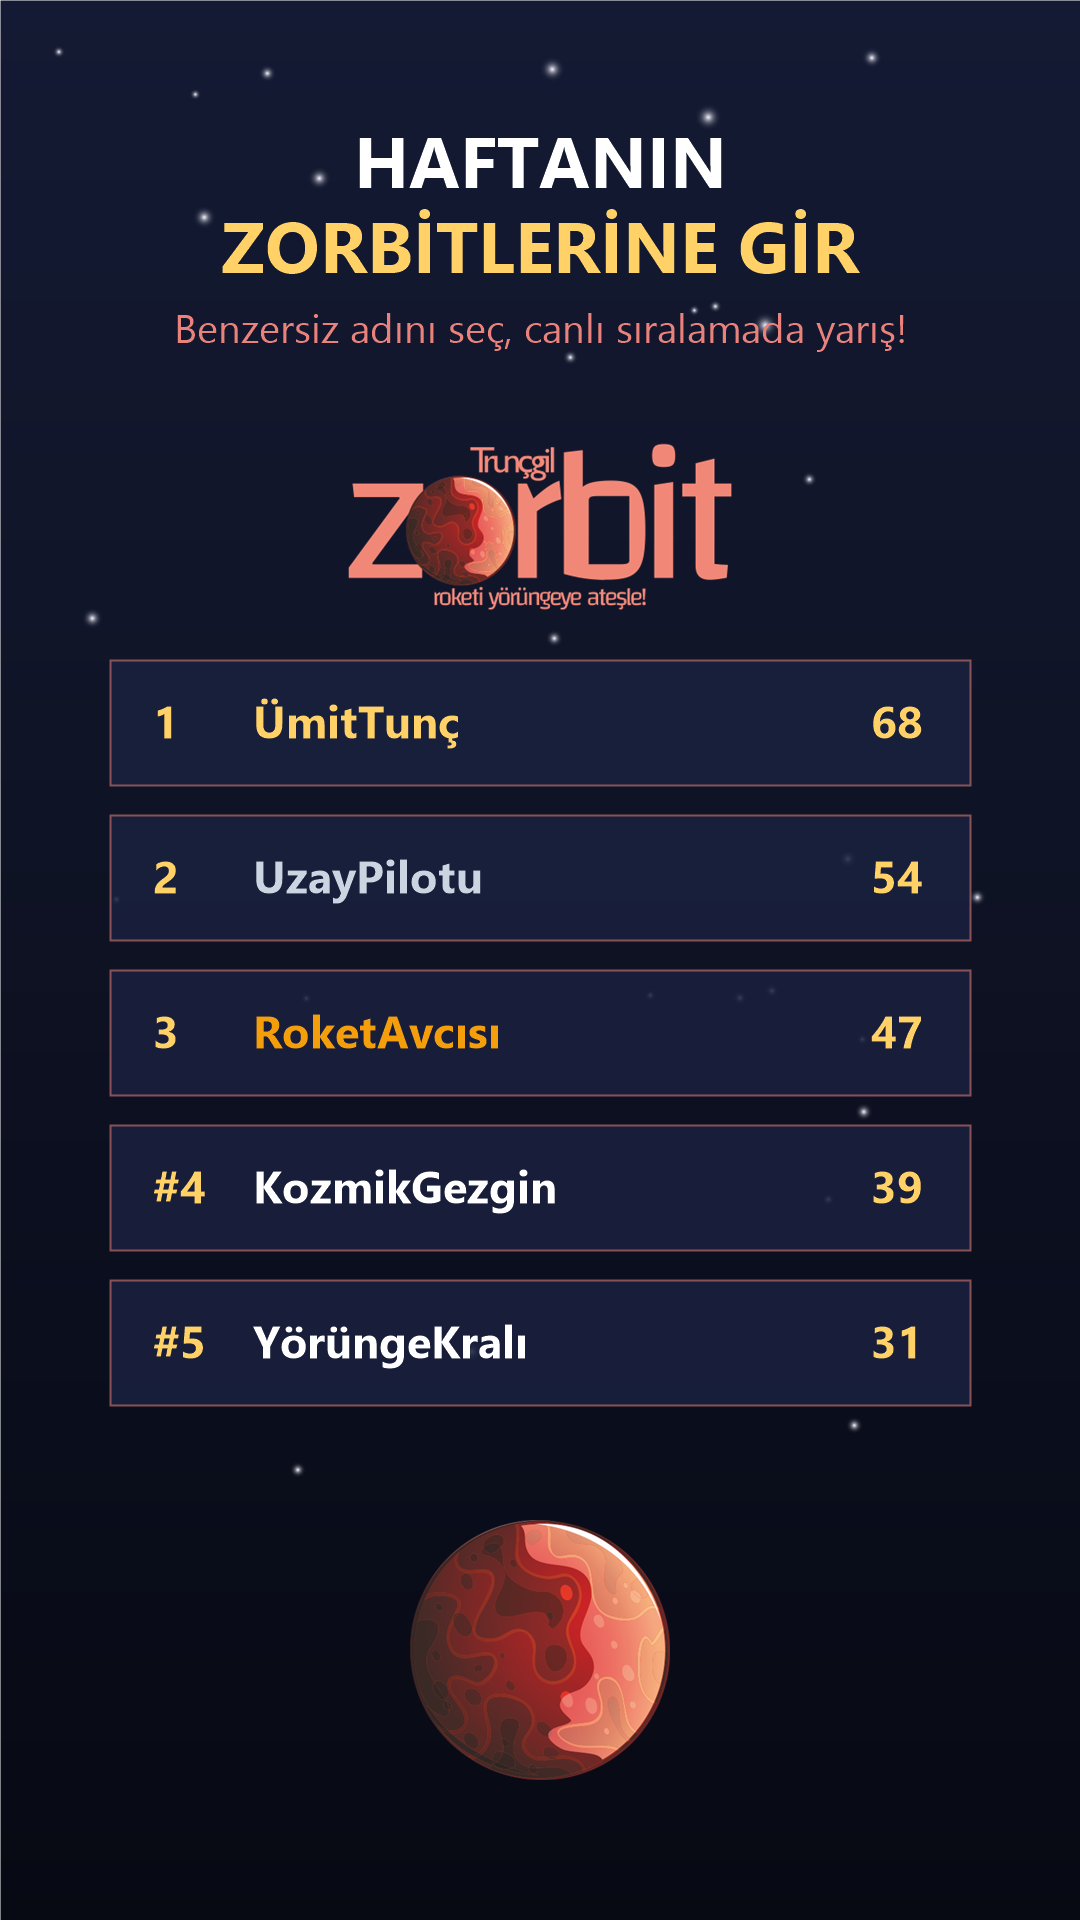 HAFTANIN
ZORBİTLERİNE GİR
Benzersiz adını seç, canlı sıralamada yarış!
Trunçgil
zorbit
roketi yörüngeye ateşle!
1 ÜmitTunç 68
2 UzayPilotu 54
3 RoketAvcısı 47
#4 KozmikGezgin 39
#5 YörüngeKralı 31